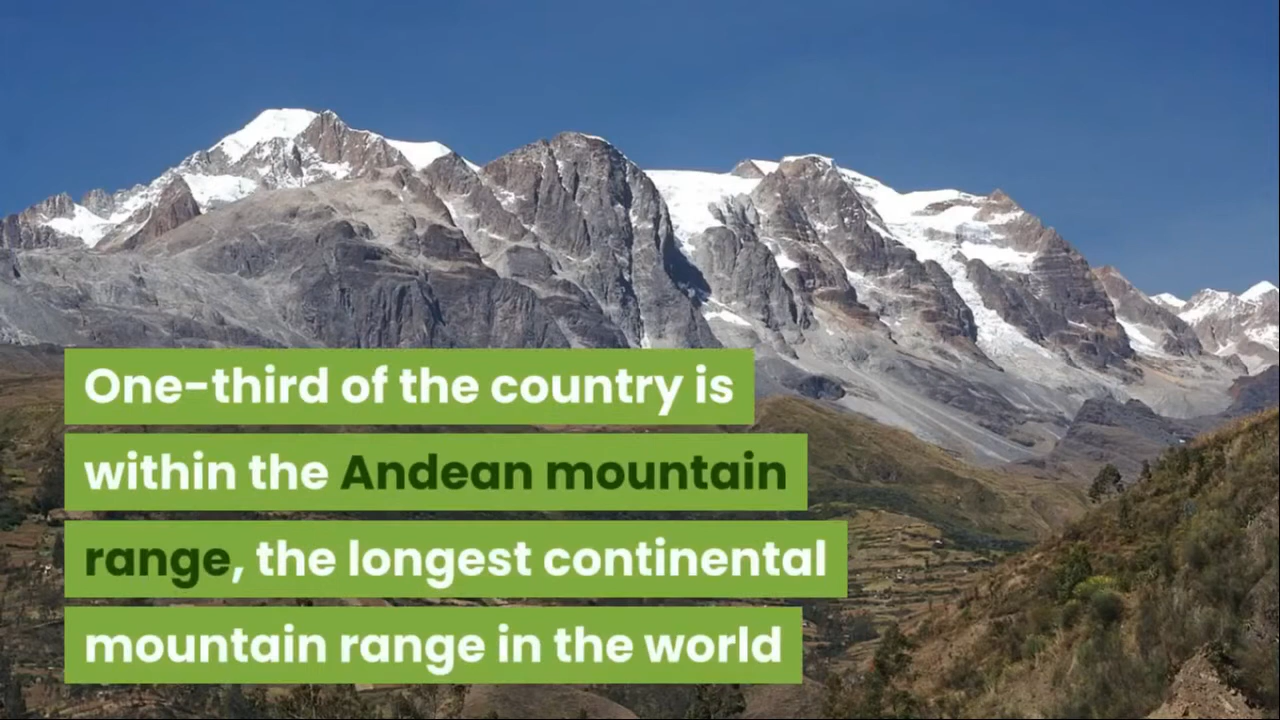 One-third of the country is
within the Andean mountain
range, the longest continental
mountain range in the world